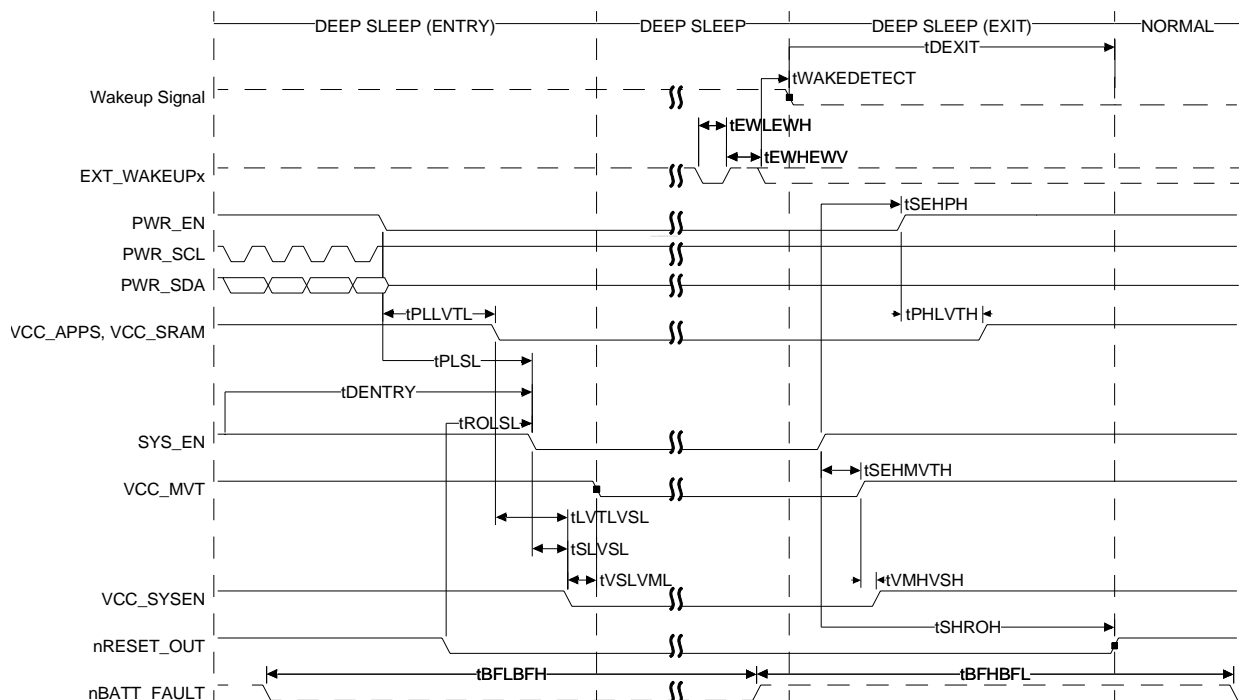 DEEP SLEEP (ENTRY) DEEP SLEEP DEEP SLEEP (EXIT) NORMAL
tDEXIT
tWAKEDETECT
Wakeup Signal
tEWLEWH
tEWHEWV
EXT_WAKEUPx
tSEHPH
PWR_EN
PWR_SCL
PWR_SDA
tPLLVTL tPHLVTH
VCC_APPS, VCC_SRAM
tPLSL
tDENTRY
tROLSL
SYS_EN
tSEHMVTH
VCC_MVT
tLVTLVSL
tSLVSL
tVSLVML tVMHVSH
VCC_SYSEN
tSHROH
nRESET_OUT
tBFLBFH tBFHBFL
nBATT_FAULT